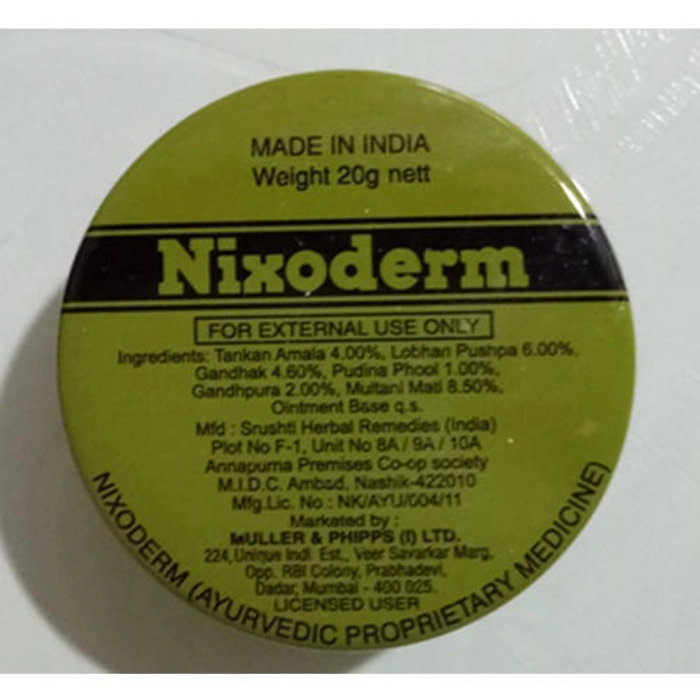 MADE IN INDIA
Weight 20g nett
Nixoderm
FOR EXTERNAL USE ONLY
Ingredients: Tankan Amala 4.00%, Lobhan Pushpa 6.00%,
Gandhak 4.60%, Pudina Phool 1.00%,
Gandhpura 2.00%, Multani Mati 8.50%,
Ointment Base q.s.
Mfd : Srushti Herbal Remedies (India)
Plot No F-1, Unit No 8A / 9A / 10A
Annapurna Premises Co-op society
M.I.D.C. Ambad, Nashik-422010
Mfg.Lic. No : NK/AYU/004/11
Marketed by :
MULLER & PHIPPS (I) LTD.
224, Unique Indl. Est., Veer Savarkar Marg,
Opp. RBI Colony, Prabhadevi,
Dadar, Mumbai - 400 025.
LICENSED USER
NIXODERM (AYURVEDIC PROPRIETARY MEDICINE)